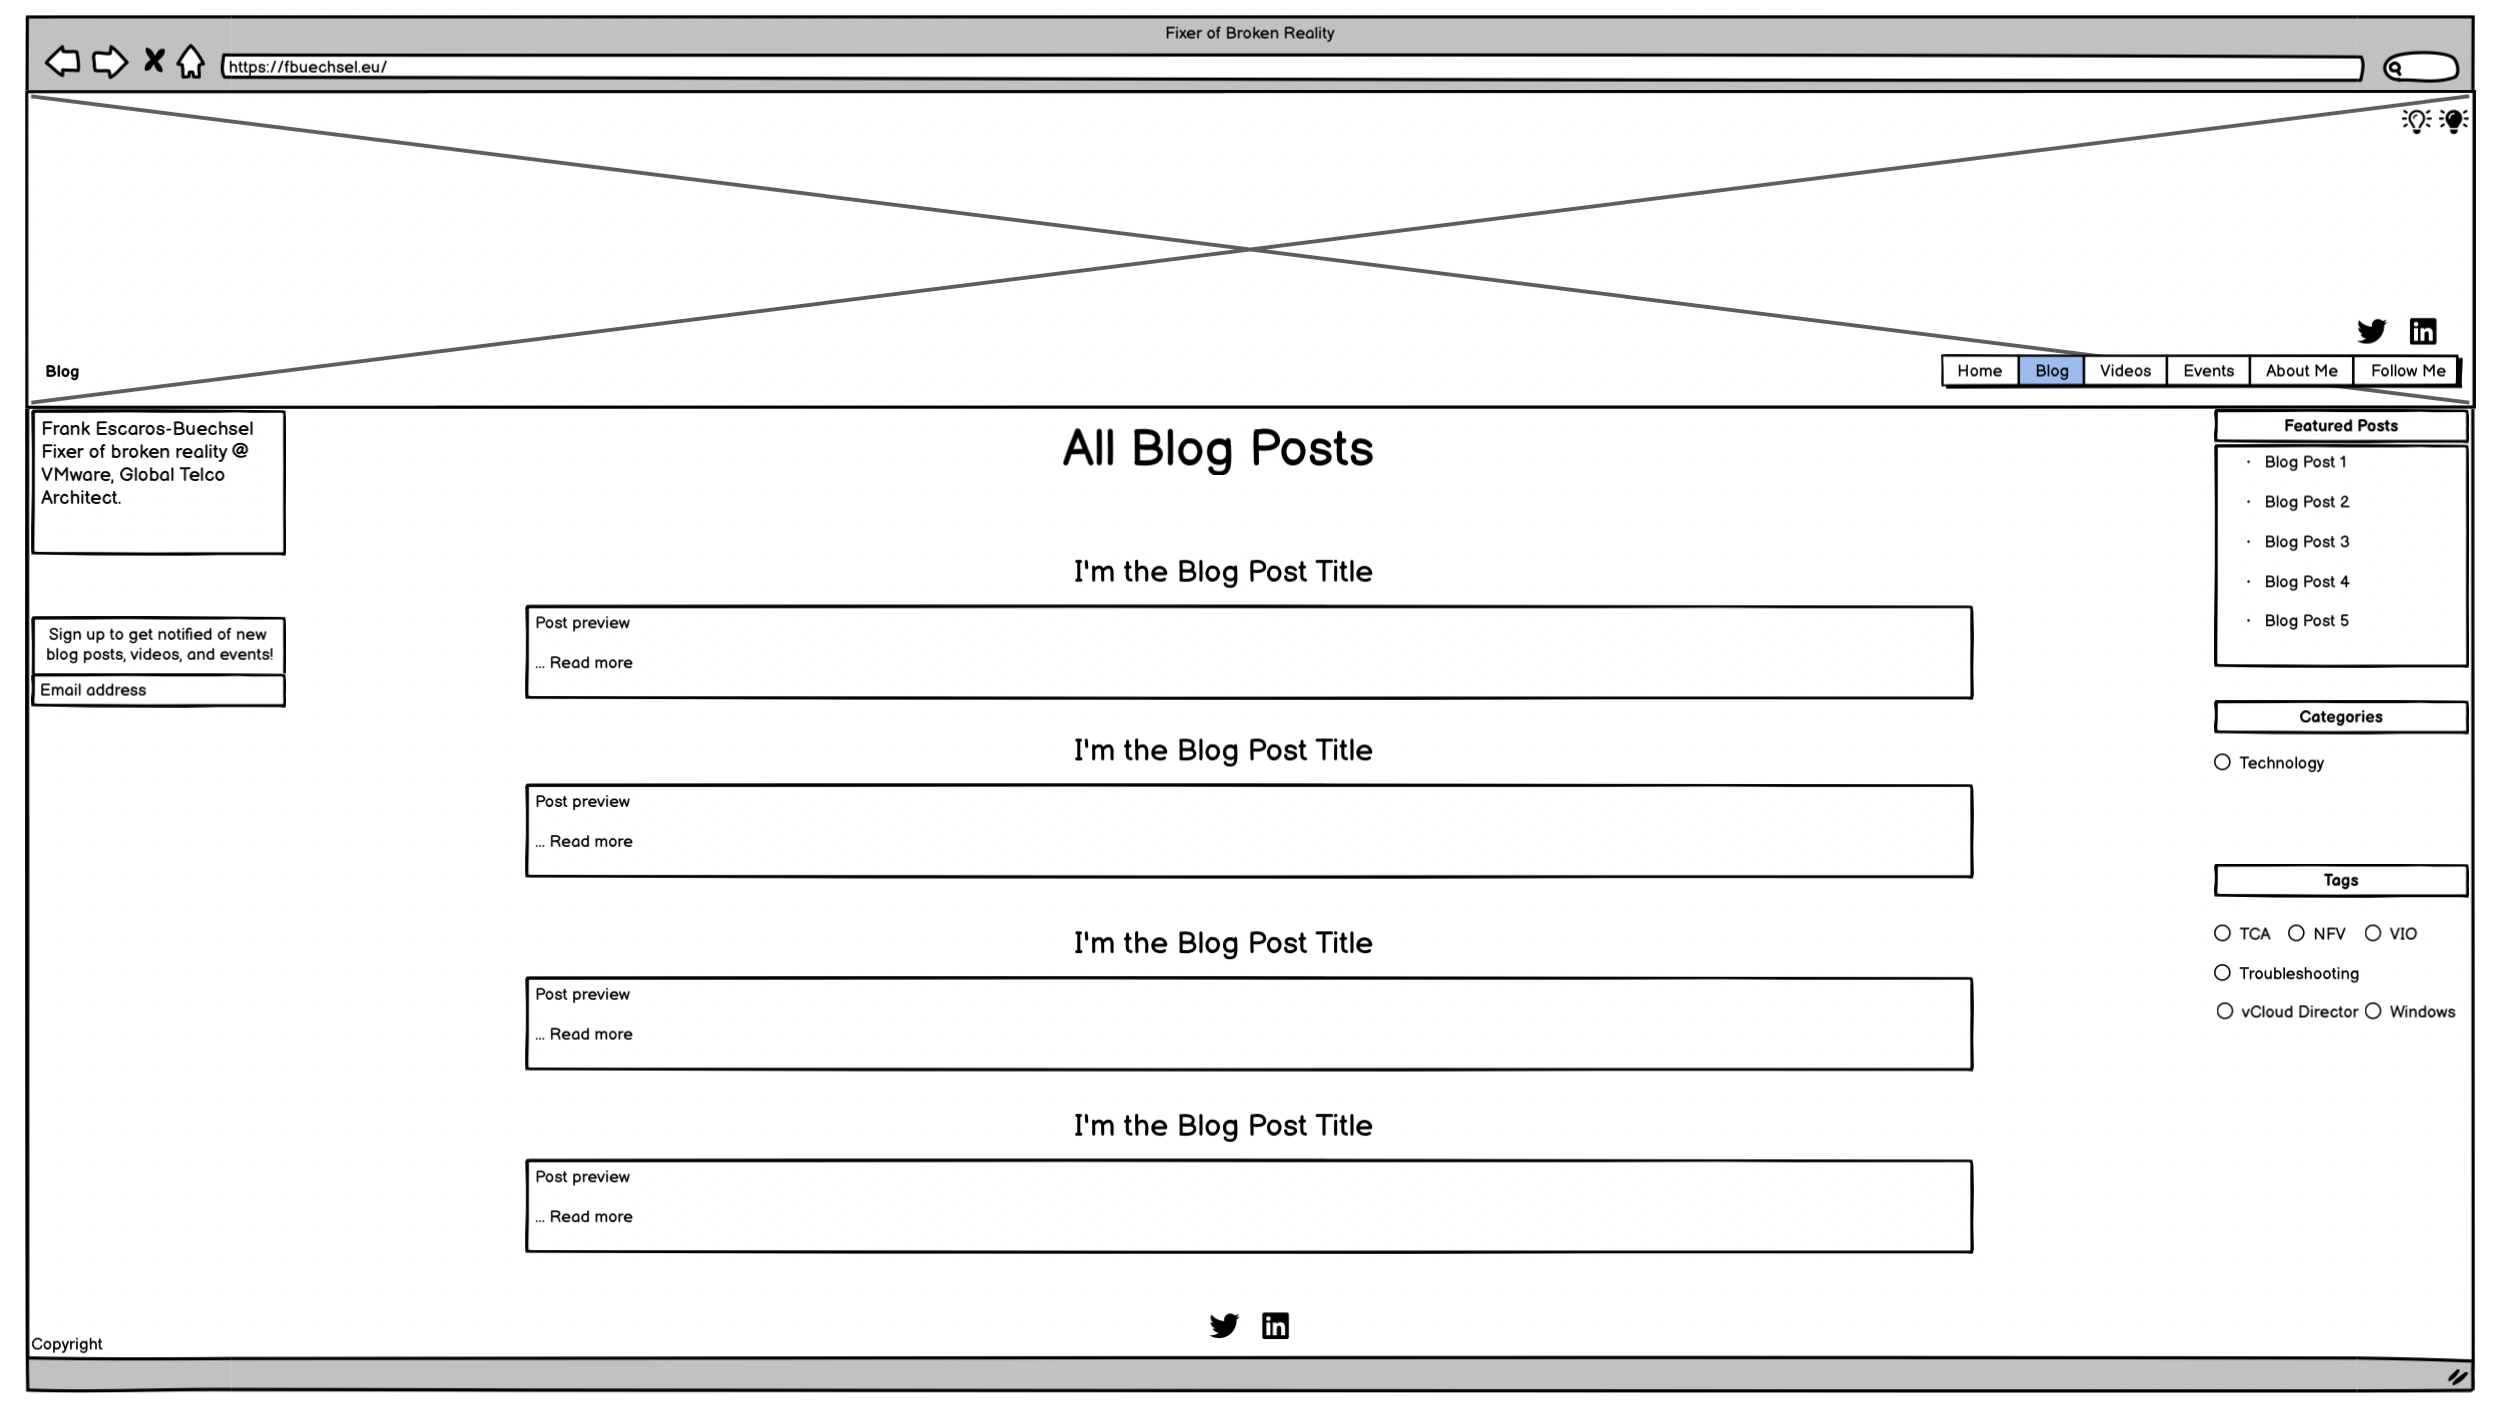 Fixer of Broken Reality
https://fbuechsel.eu/
Blog
Home Blog Videos Events About Me Follow Me
Frank Escaros-Buechsel
Fixer of broken reality @
VMware, Global Telco
Architect.
Sign up to get notified of new
blog posts, videos, and events!
Email address
All Blog Posts
I'm the Blog Post Title
Post preview
... Read more
I'm the Blog Post Title
Post preview
... Read more
I'm the Blog Post Title
Post preview
... Read more
I'm the Blog Post Title
Post preview
... Read more
Featured Posts
· Blog Post 1
· Blog Post 2
· Blog Post 3
· Blog Post 4
· Blog Post 5
Categories
Technology
Tags
TCA NFV VIO
Troubleshooting
vCloud Director Windows
in
in
Copyright